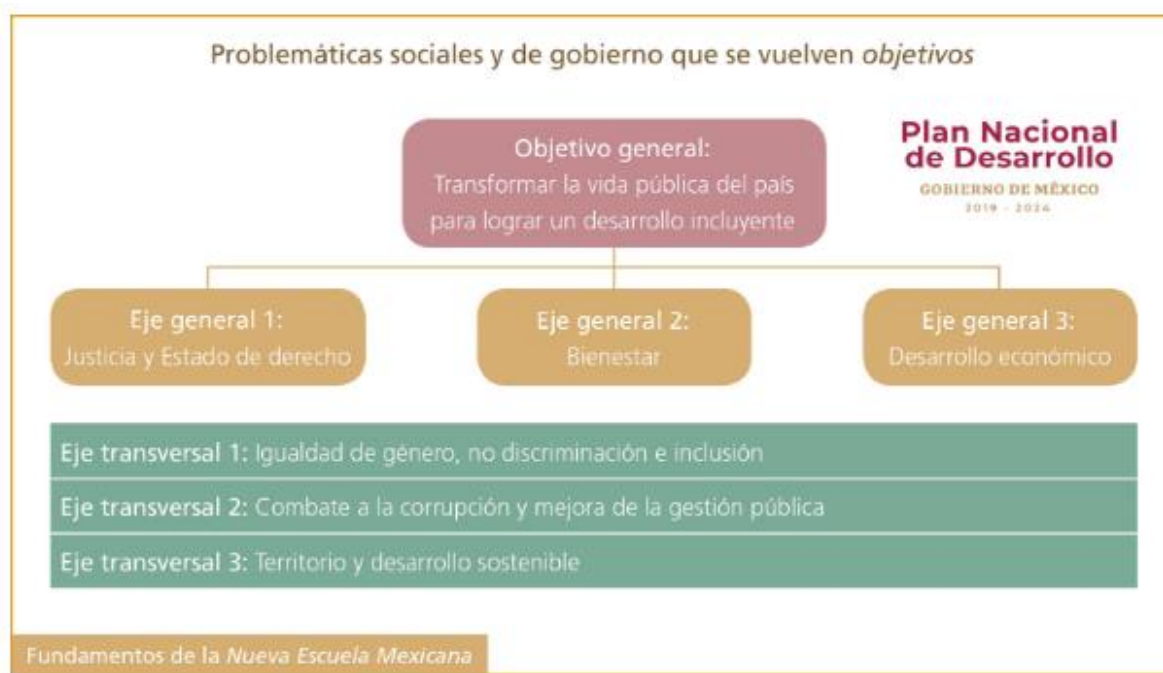 Problemáticas sociales y de gobierno que se vuelven objetivos
Objetivo general:
Transformar la vida pública del país
para lograr un desarrollo incluyente
Plan Nacional
de Desarrollo
GOBIERNO DE MÉXICO
2019 - 2024
Eje general 1:
Justicia y Estado de derecho
Eje general 2:
Bienestar
Eje general 3:
Desarrollo económico
Eje transversal 1: Igualdad de género, no discriminación e inclusión
Eje transversal 2: Combate a la corrupción y mejora de la gestión pública
Eje transversal 3: Territorio y desarrollo sostenible
Fundamentos de la Nueva Escuela Mexicana